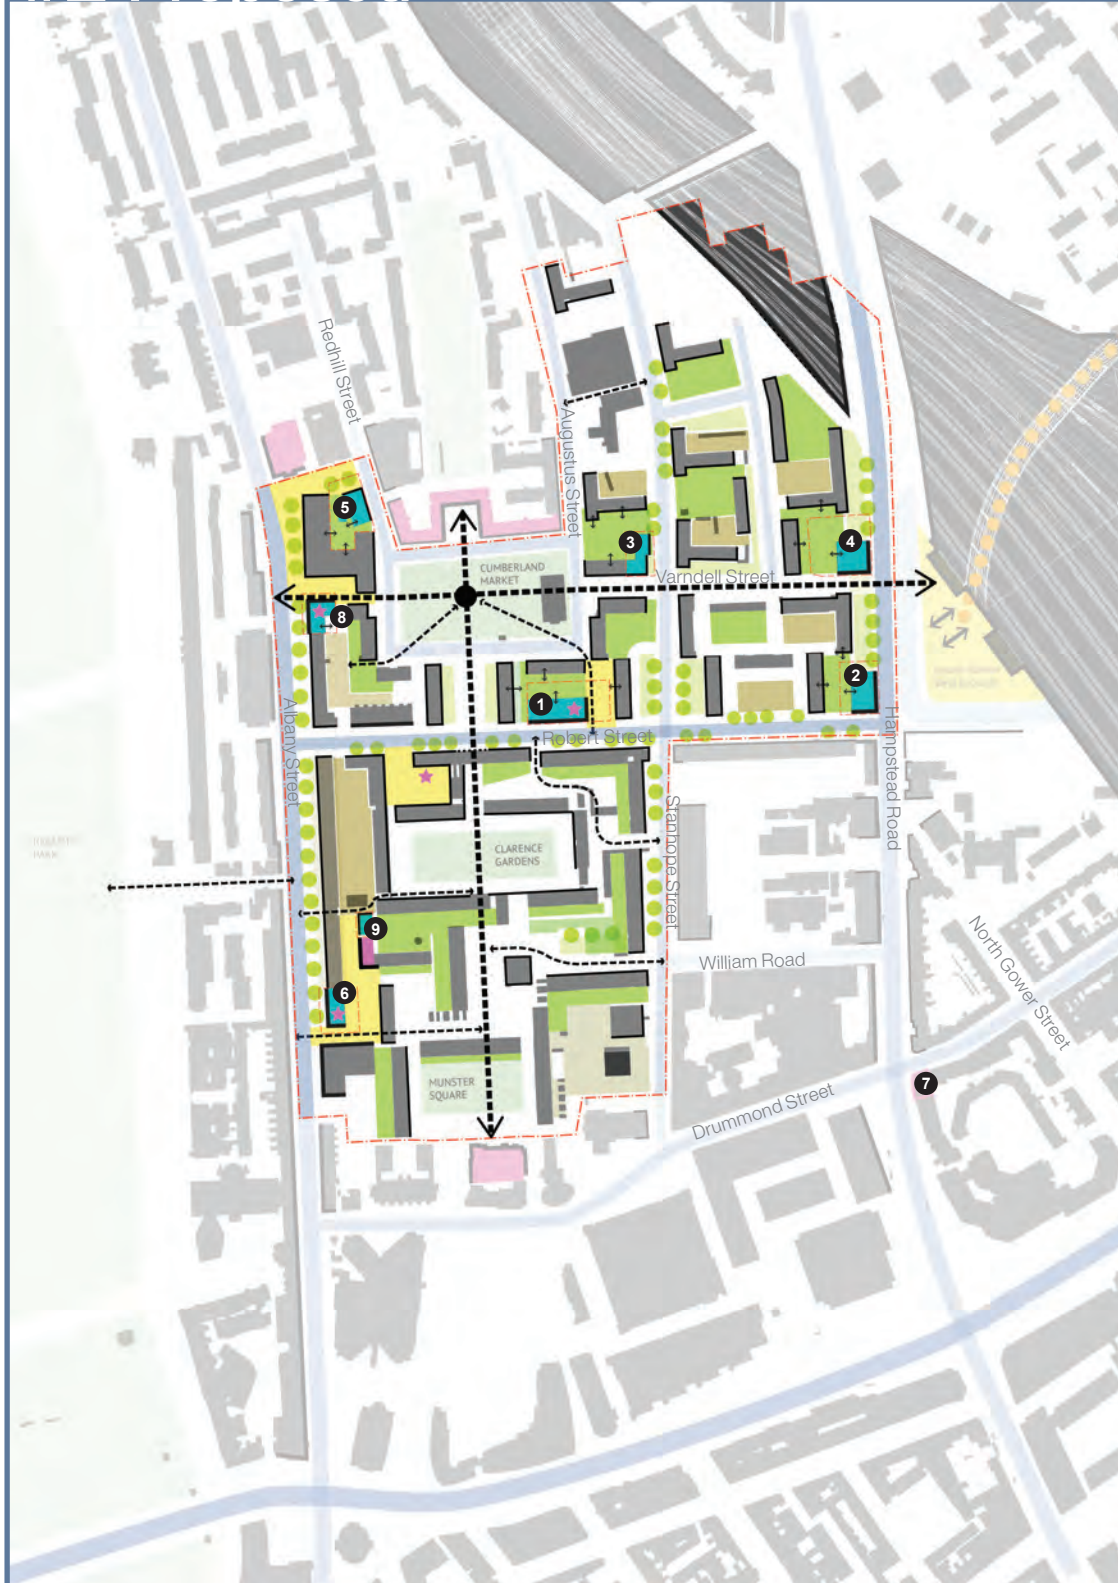 Redhill Street
Augustus Street
5
3
4
CUMBERLAND
MARKET
Varndell Street
8
2
1
Albany Street
Robert Street
Hampstead Road
Stanhope Street
CLARENCE
GARDENS
9
North Gower Street
William Road
6
7
MUNSTER
SQUARE
Drummond Street